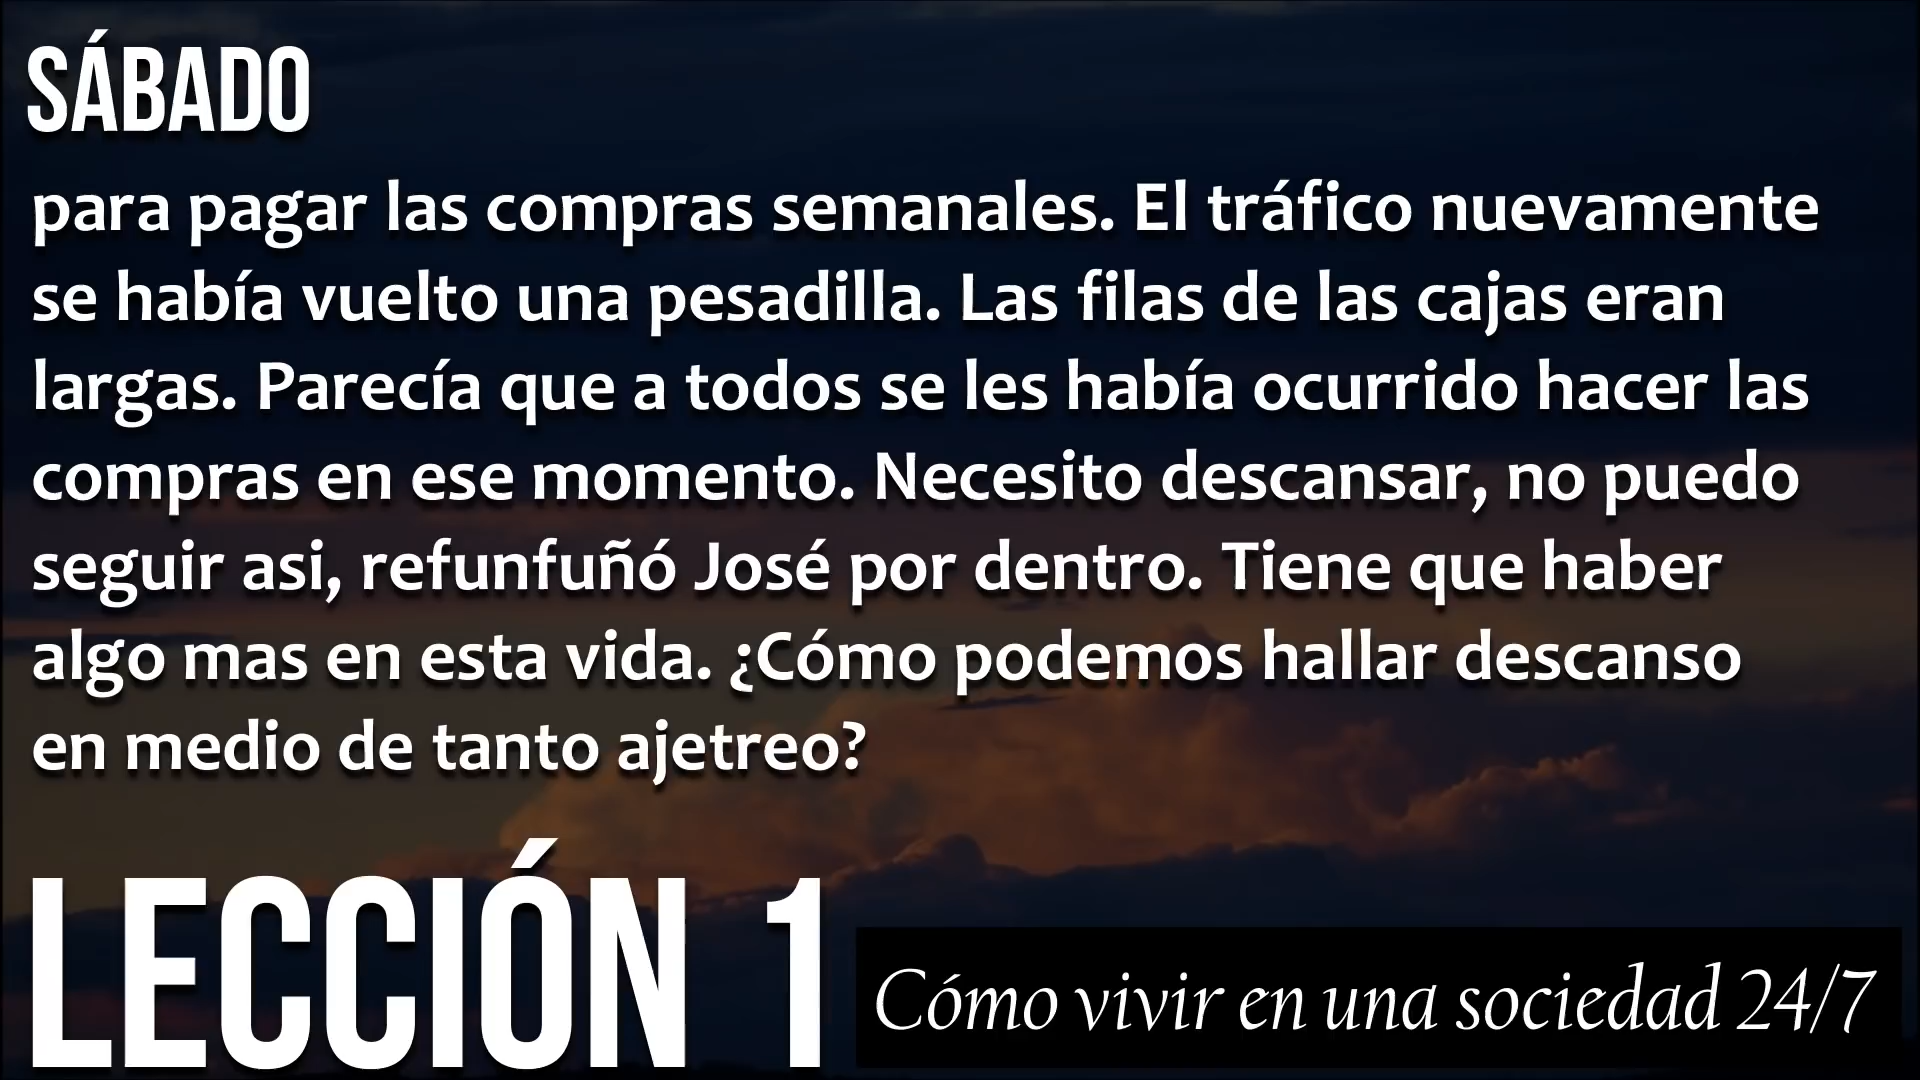 SÁBADO
para pagar las compras semanales. El tráfico nuevamente
se había vuelto una pesadilla. Las filas de las cajas eran
largas. Parecía que a todos se les había ocurrido hacer las
compras en ese momento. Necesito descansar, no puedo
seguir asi, refunfuñó José por dentro. Tiene que haber
algo mas en esta vida. ¿Cómo podemos hallar descanso
en medio de tanto ajetreo?
LECCIÓN 1
Cómo vivir en una sociedad 24/7